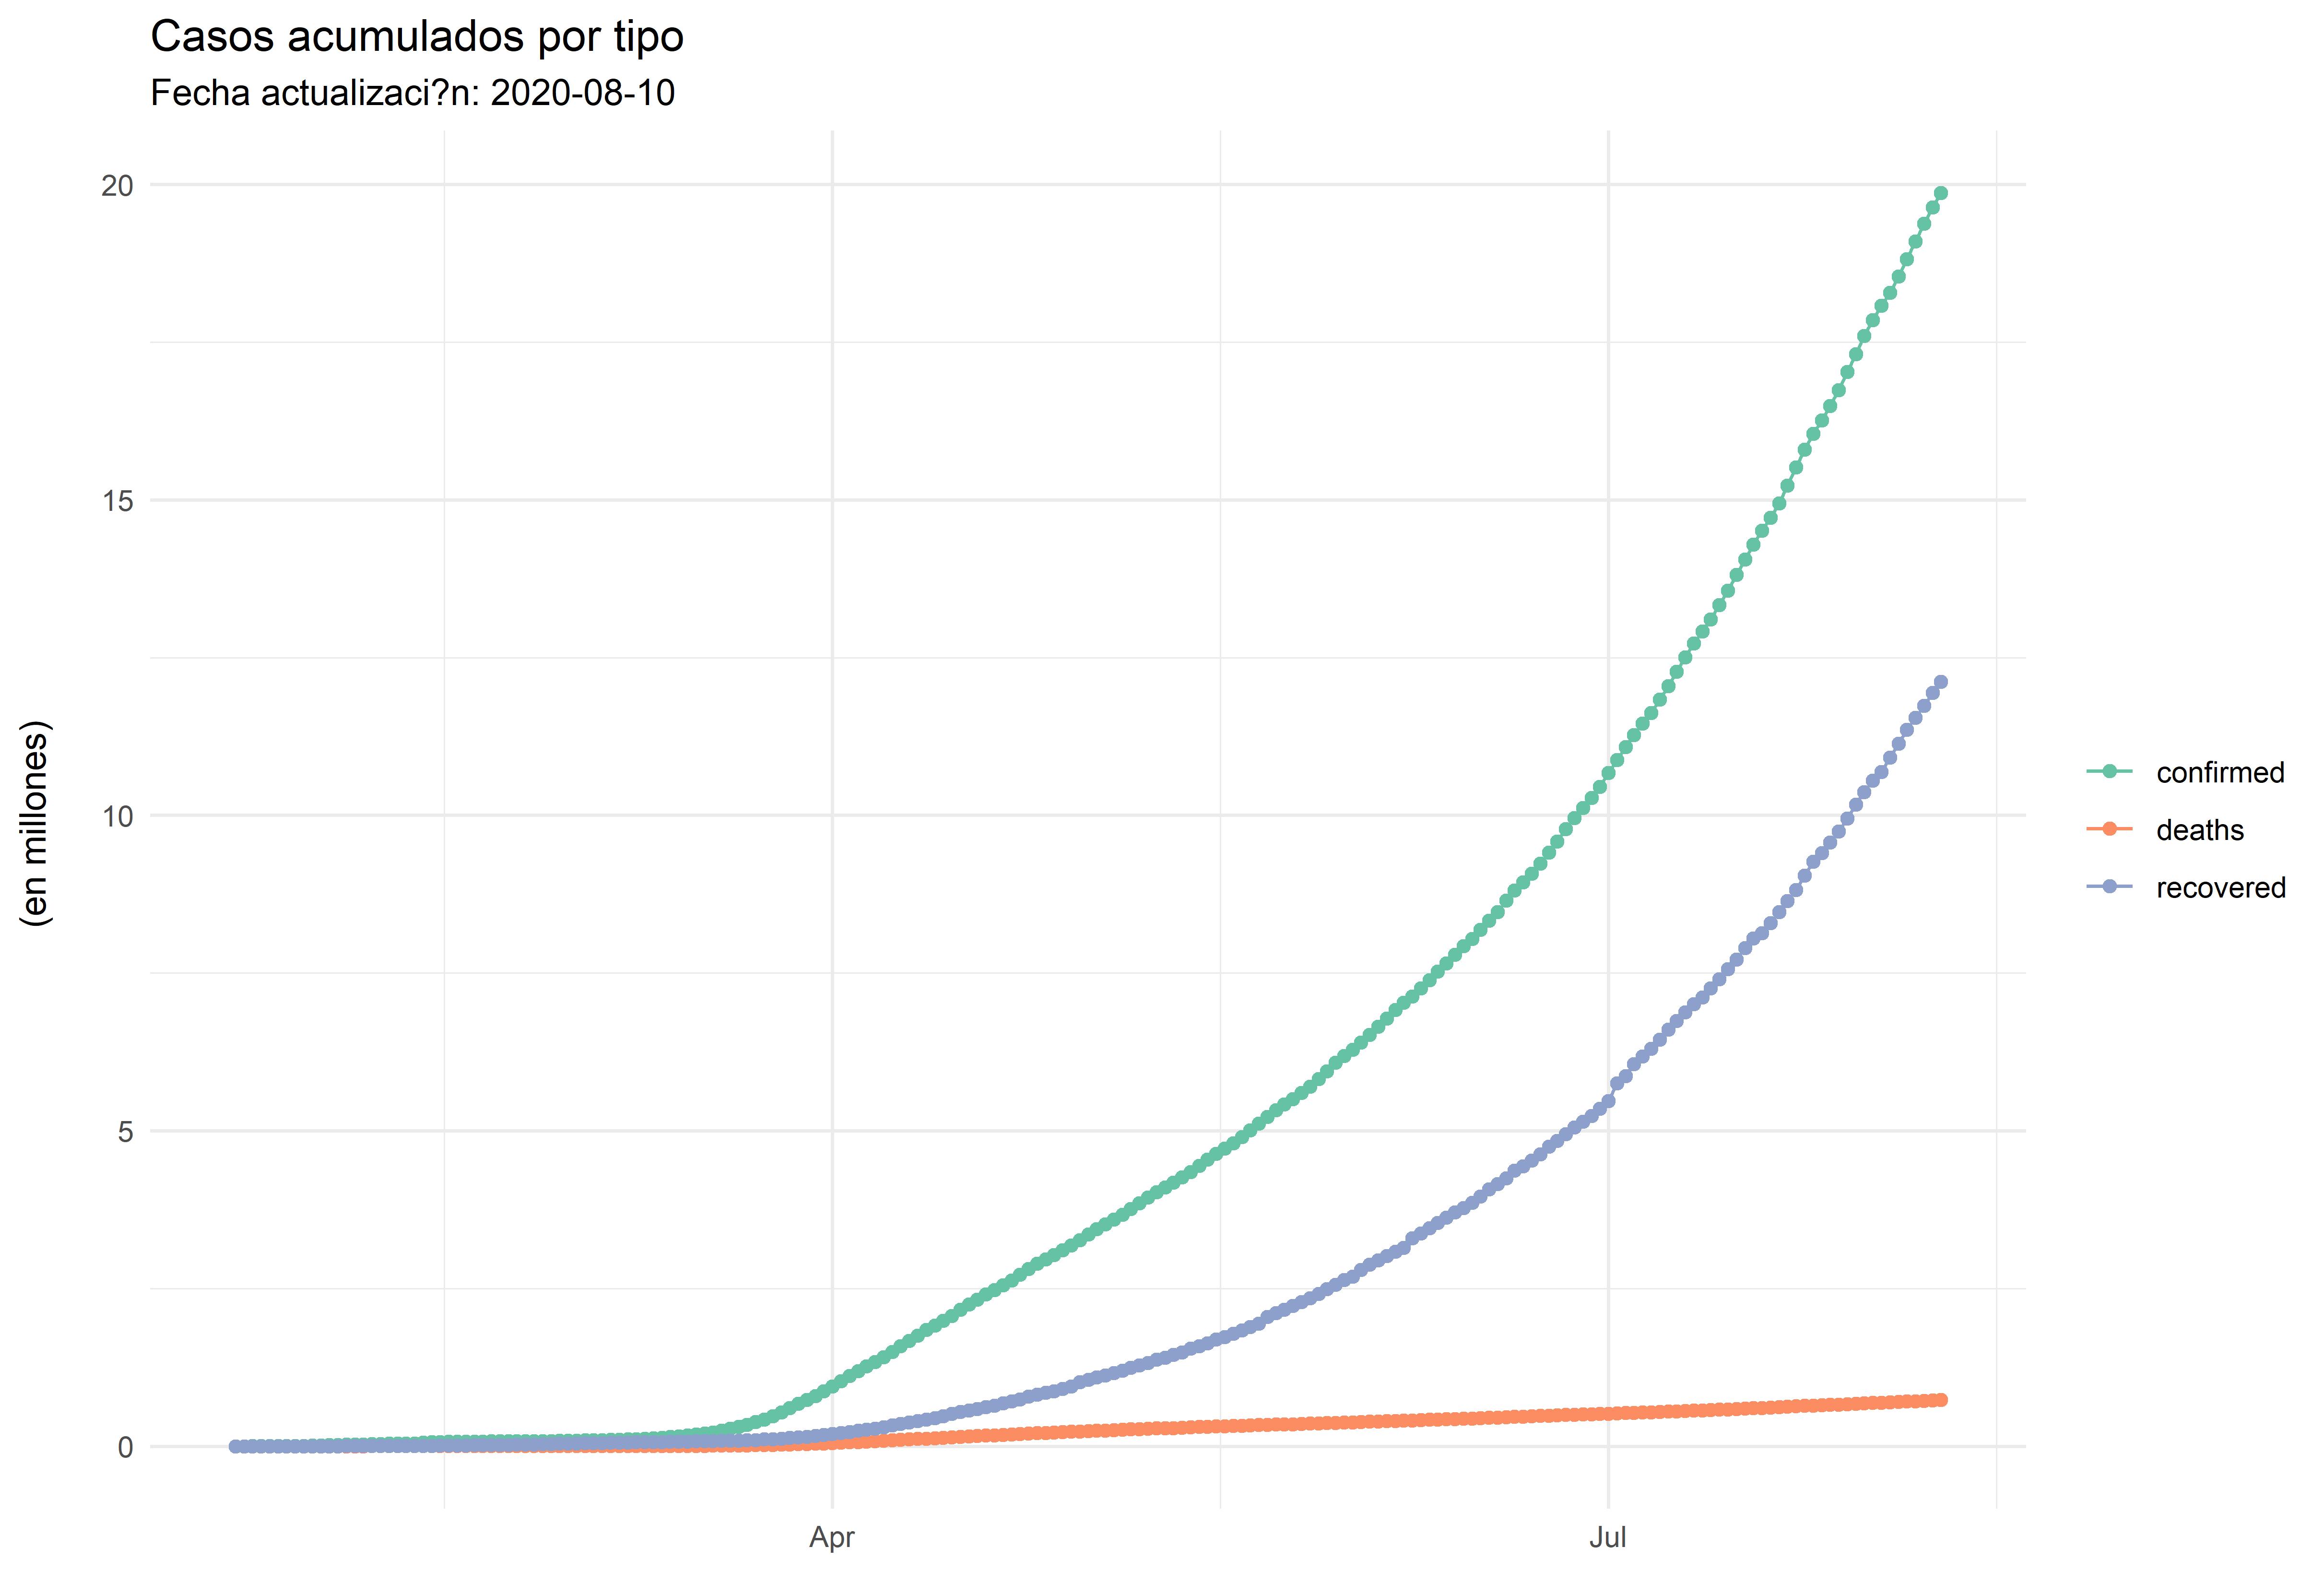 Casos acumulados por tipo
Fecha actualizaci?n: 2020-08-10
(en millones)
20
15
10
5
0
Apr
Jul
confirmed
deaths
recovered